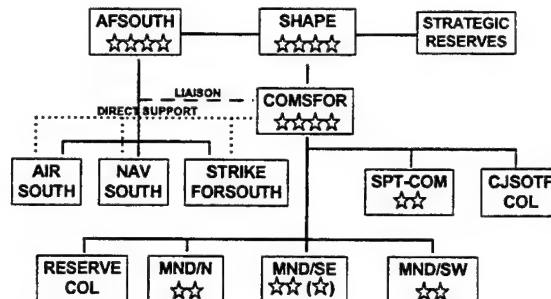 AFSOUTH
SHAPE
STRATEGIC
RESERVES
LIAISON
COMSFOR
DIRECT SUPPORT
AIR
SOUTH
NAV
SOUTH
STRIKE
FORSOUTH
SPT-COM
CJSOTF
COL
RESERVE
COL
MND/N
MND/SE
MND/SW